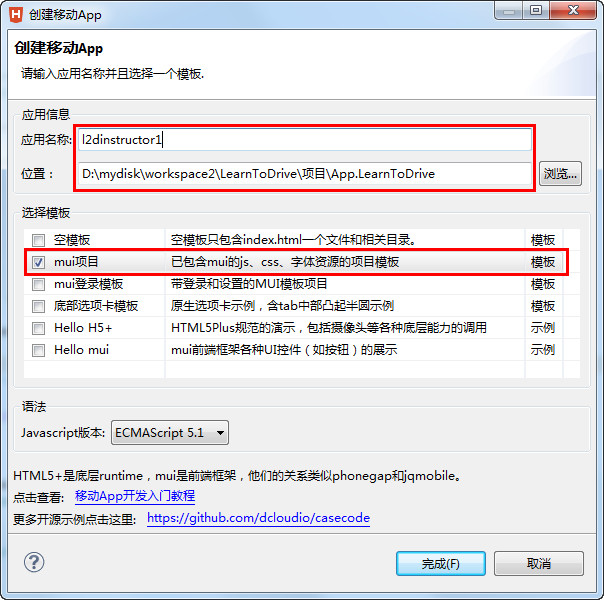 H 创建移动App
创建移动App
请输入应用名称并且选择一个模板.
应用信息
应用名称: l2dinstructor1
位置： D:\mydisk\workspace2\LearnToDrive\项目\App.LearnToDrive 浏览...
选择模板
空模板 空模板只包含index.html一个文件和相关目录。 模板
mui项目 已包含mui的js、css、字体资源的项目模板 模板
mui登录模板 带登录和设置的MUI模板项目 模板
底部选项卡模板 原生选项卡示例，含tab中部凸起半圆示例 模板
Hello H5+ HTML5Plus规范的演示，包括摄像头等各种底层能力的调用 示例
Hello mui mui前端框架各种UI控件（如按钮）的展示 示例
语法
Javascript版本: ECMAScript 5.1
HTML5+是底层runtime，mui是前端框架，他们的关系类似phonegap和jqmobile。
点击查看: 移动App开发入门教程
更多开源示例点击这里: https://github.com/dcloudio/casecode
? 完成(F) 取消